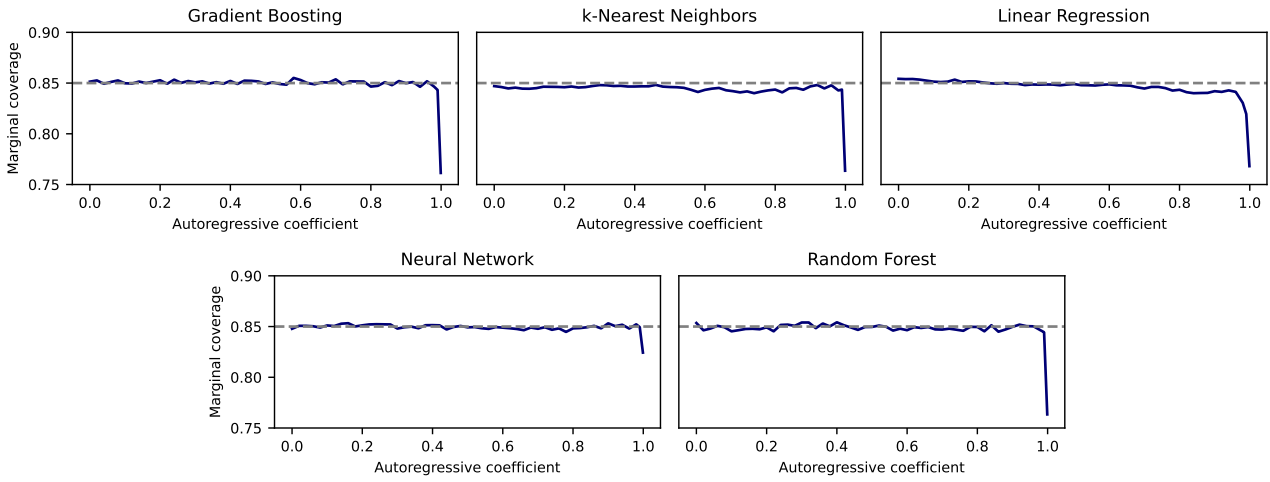 Gradient Boosting
k-Nearest Neighbors
Linear Regression
Marginal coverage
0.90
0.85
0.80
0.75
0.0 0.2 0.4 0.6 0.8 1.0
0.0 0.2 0.4 0.6 0.8 1.0
0.0 0.2 0.4 0.6 0.8 1.0
Autoregressive coefficient
Autoregressive coefficient
Autoregressive coefficient
Neural Network
Random Forest
Marginal coverage
0.90
0.85
0.80
0.75
0.0 0.2 0.4 0.6 0.8 1.0
0.0 0.2 0.4 0.6 0.8 1.0
Autoregressive coefficient
Autoregressive coefficient